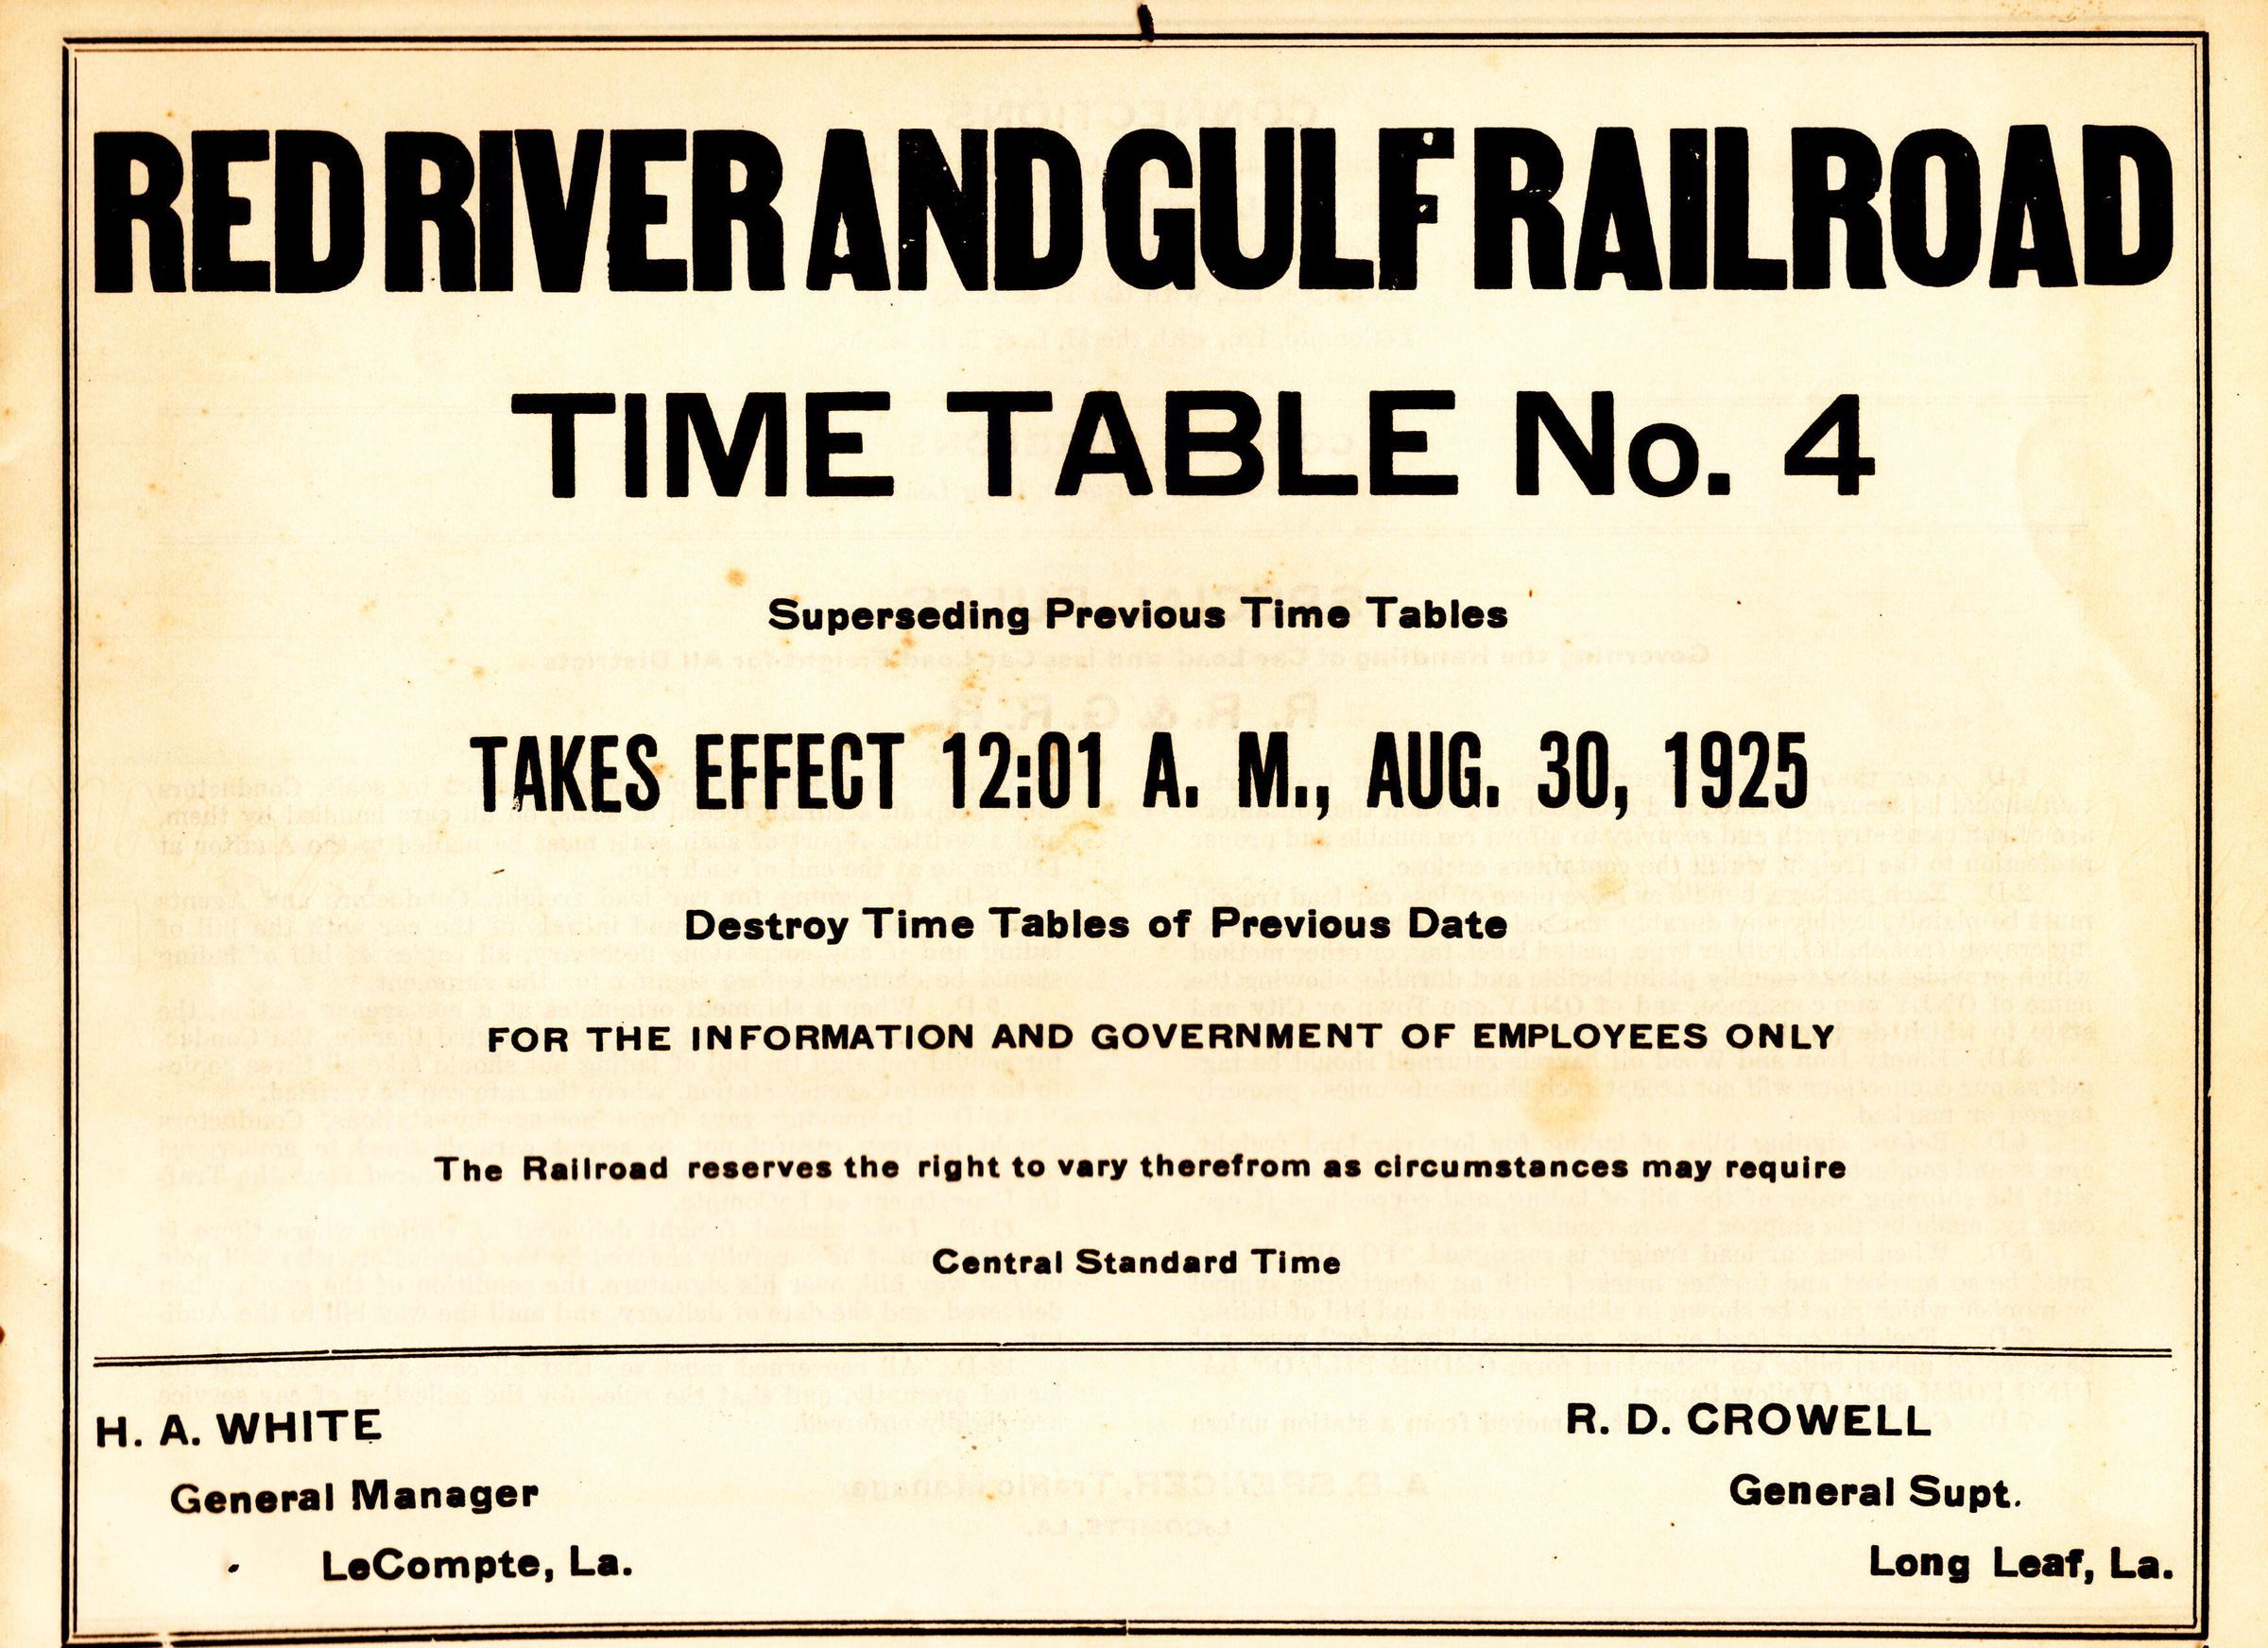 RED RIVER AND GULF RAILROAD
TIME TABLE No. 4
Superseding Previous Time Tables
TAKES EFFECT 12:01 A. M., AUG. 30, 1925
Destroy Time Tables of Previous Date
FOR THE INFORMATION AND GOVERNMENT OF EMPLOYEES ONLY
The Railroad reserves the right to vary therefrom as circumstances may require
Central Standard Time
H. A. WHITE
General Manager
LeCompte, La.
R. D. CROWELL
General Supt.
Long Leaf, La.